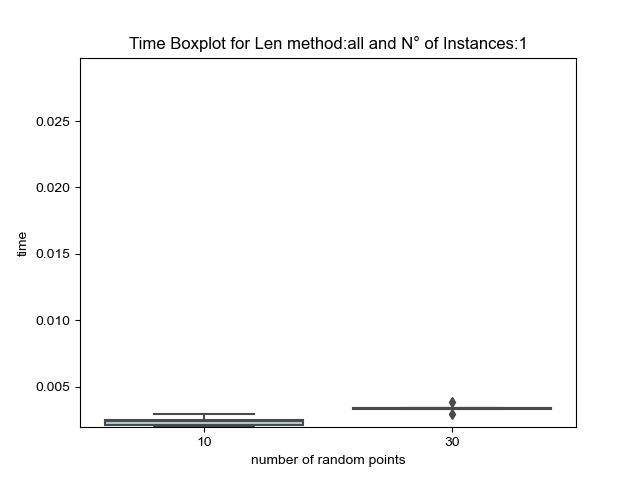 Time Boxplot for Len method:all and N° of Instances:1
0.025
0.020
0.015
0.010
0.005
time
10 30
number of random points